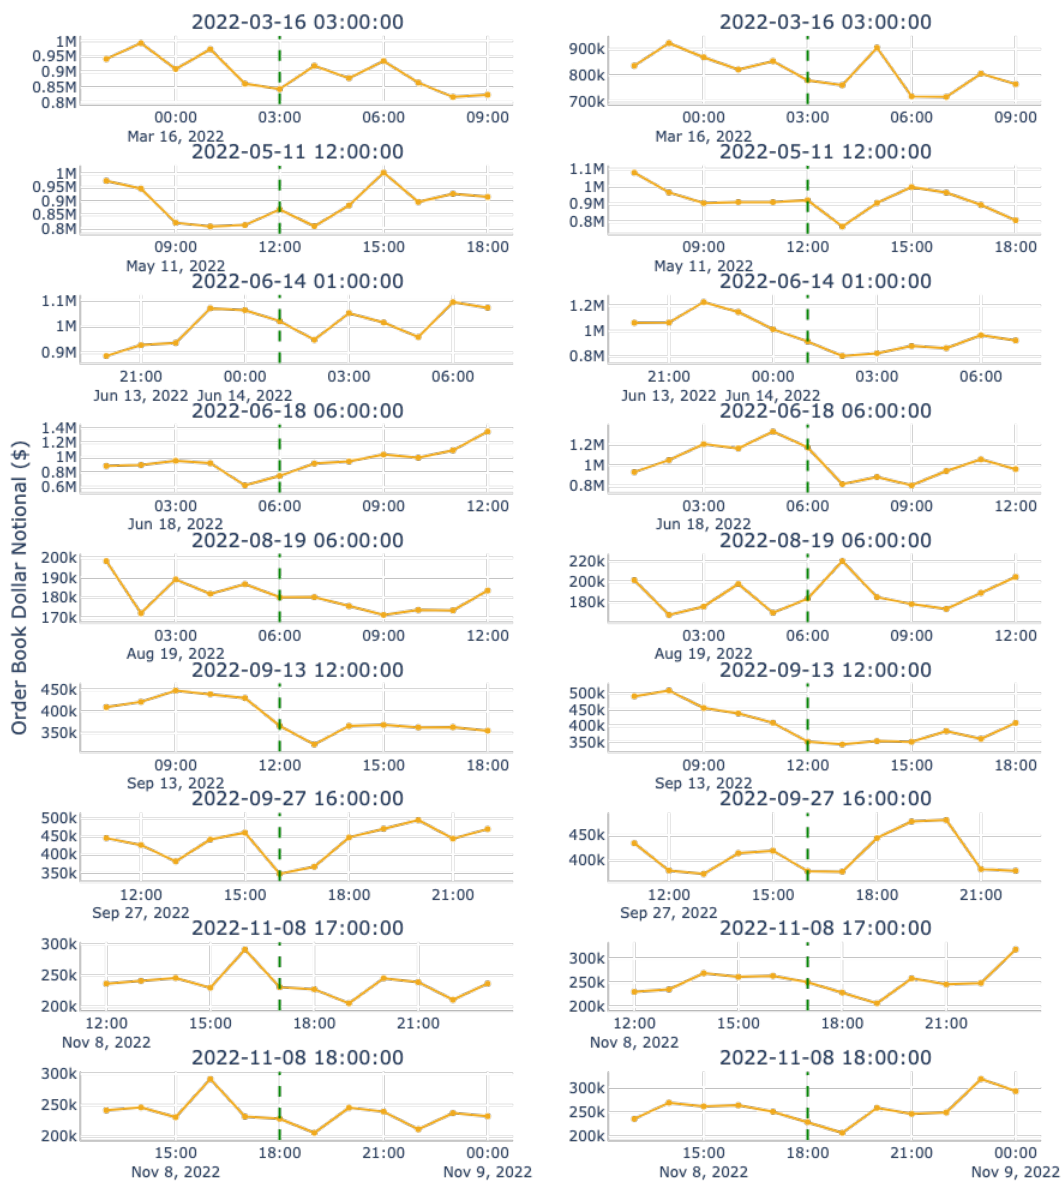 Order Book Dollar Notional ($)
2022-03-16 03:00:00
1M
0.95M
0.9M
0.85M
0.8M
00:00 03:00 06:00 09:00
Mar 16, 2022
2022-03-16 03:00:00
900k
800k
700k
00:00 03:00 06:00 09:00
Mar 16, 2022
2022-05-11 12:00:00
1M
0.95M
0.9M
0.85M
0.8M
09:00 12:00 15:00 18:00
May 11, 2022
2022-05-11 12:00:00
1.1M
1M
0.9M
0.8M
09:00 12:00 15:00 18:00
May 11, 2022
2022-06-14 01:00:00
1.1M
1M
0.9M
21:00 00:00 03:00 06:00
Jun 13, 2022 Jun 14, 2022
2022-06-14 01:00:00
1.2M
1M
0.8M
21:00 00:00 03:00 06:00
Jun 13, 2022 Jun 14, 2022
2022-06-18 06:00:00
1.4M
1.2M
1M
0.8M
0.6M
03:00 06:00 09:00 12:00
Jun 18, 2022
2022-06-18 06:00:00
1.2M
1M
0.8M
03:00 06:00 09:00 12:00
Jun 18, 2022
2022-08-19 06:00:00
200k
190k
180k
170k
03:00 06:00 09:00 12:00
Aug 19, 2022
2022-08-19 06:00:00
220k
200k
180k
03:00 06:00 09:00 12:00
Aug 19, 2022
2022-09-13 12:00:00
450k
400k
350k
09:00 12:00 15:00 18:00
Sep 13, 2022
2022-09-13 12:00:00
500k
450k
400k
350k
09:00 12:00 15:00 18:00
Sep 13, 2022
2022-09-27 16:00:00
500k
450k
400k
350k
12:00 15:00 18:00 21:00
Sep 27, 2022
2022-09-27 16:00:00
450k
400k
12:00 15:00 18:00 21:00
Sep 27, 2022
2022-11-08 17:00:00
300k
250k
200k
12:00 15:00 18:00 21:00
Nov 8, 2022
2022-11-08 17:00:00
300k
250k
200k
12:00 15:00 18:00 21:00 00:00
Nov 8, 2022 Nov 9, 2022
2022-11-08 18:00:00
300k
250k
200k
15:00 18:00 21:00 00:00
Nov 8, 2022 Nov 9, 2022
2022-11-08 18:00:00
300k
250k
200k
15:00 18:00 21:00 00:00
Nov 8, 2022 Nov 9, 2022